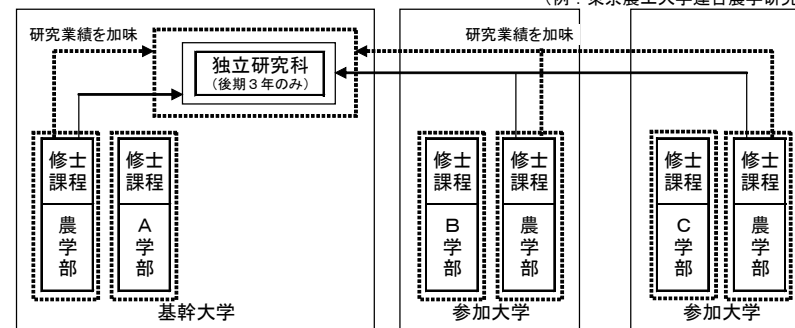 (例：東京農工大学連合農学研究
研究業績を加味
研究業績を加味
独立研究科
(後期3年のみ)
修士課程
農学部
修士課程
A学部
修士課程
B学部
修士課程
農学部
修士課程
C学部
修士課程
農学部
基幹大学
参加大学
参加大学